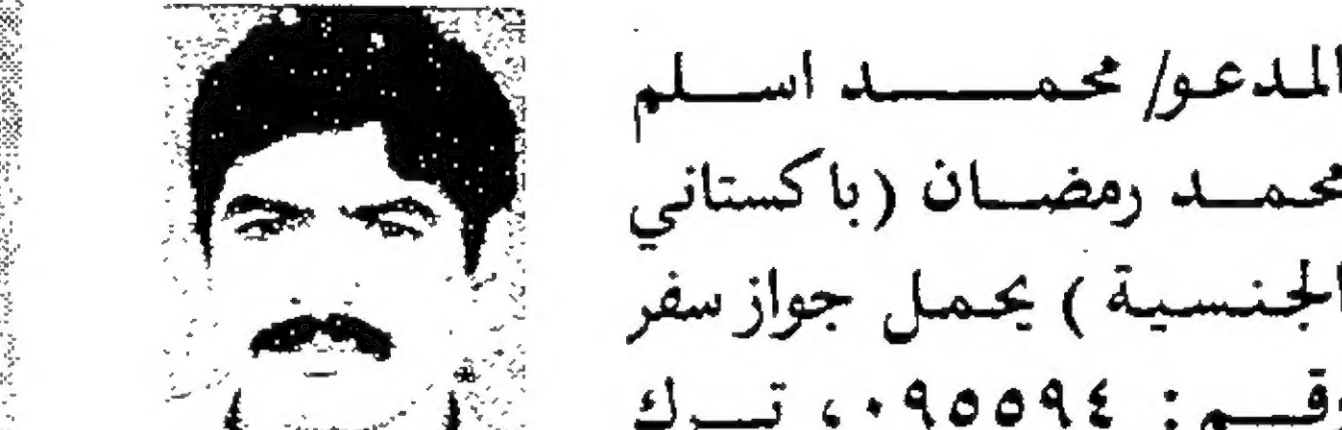 المدعو/ محمد اسلم
محمد رمضان (باكستاني
الجنسية) يحمل جواز سفر
رقم : ٠٩٥٥٩٤، ترك